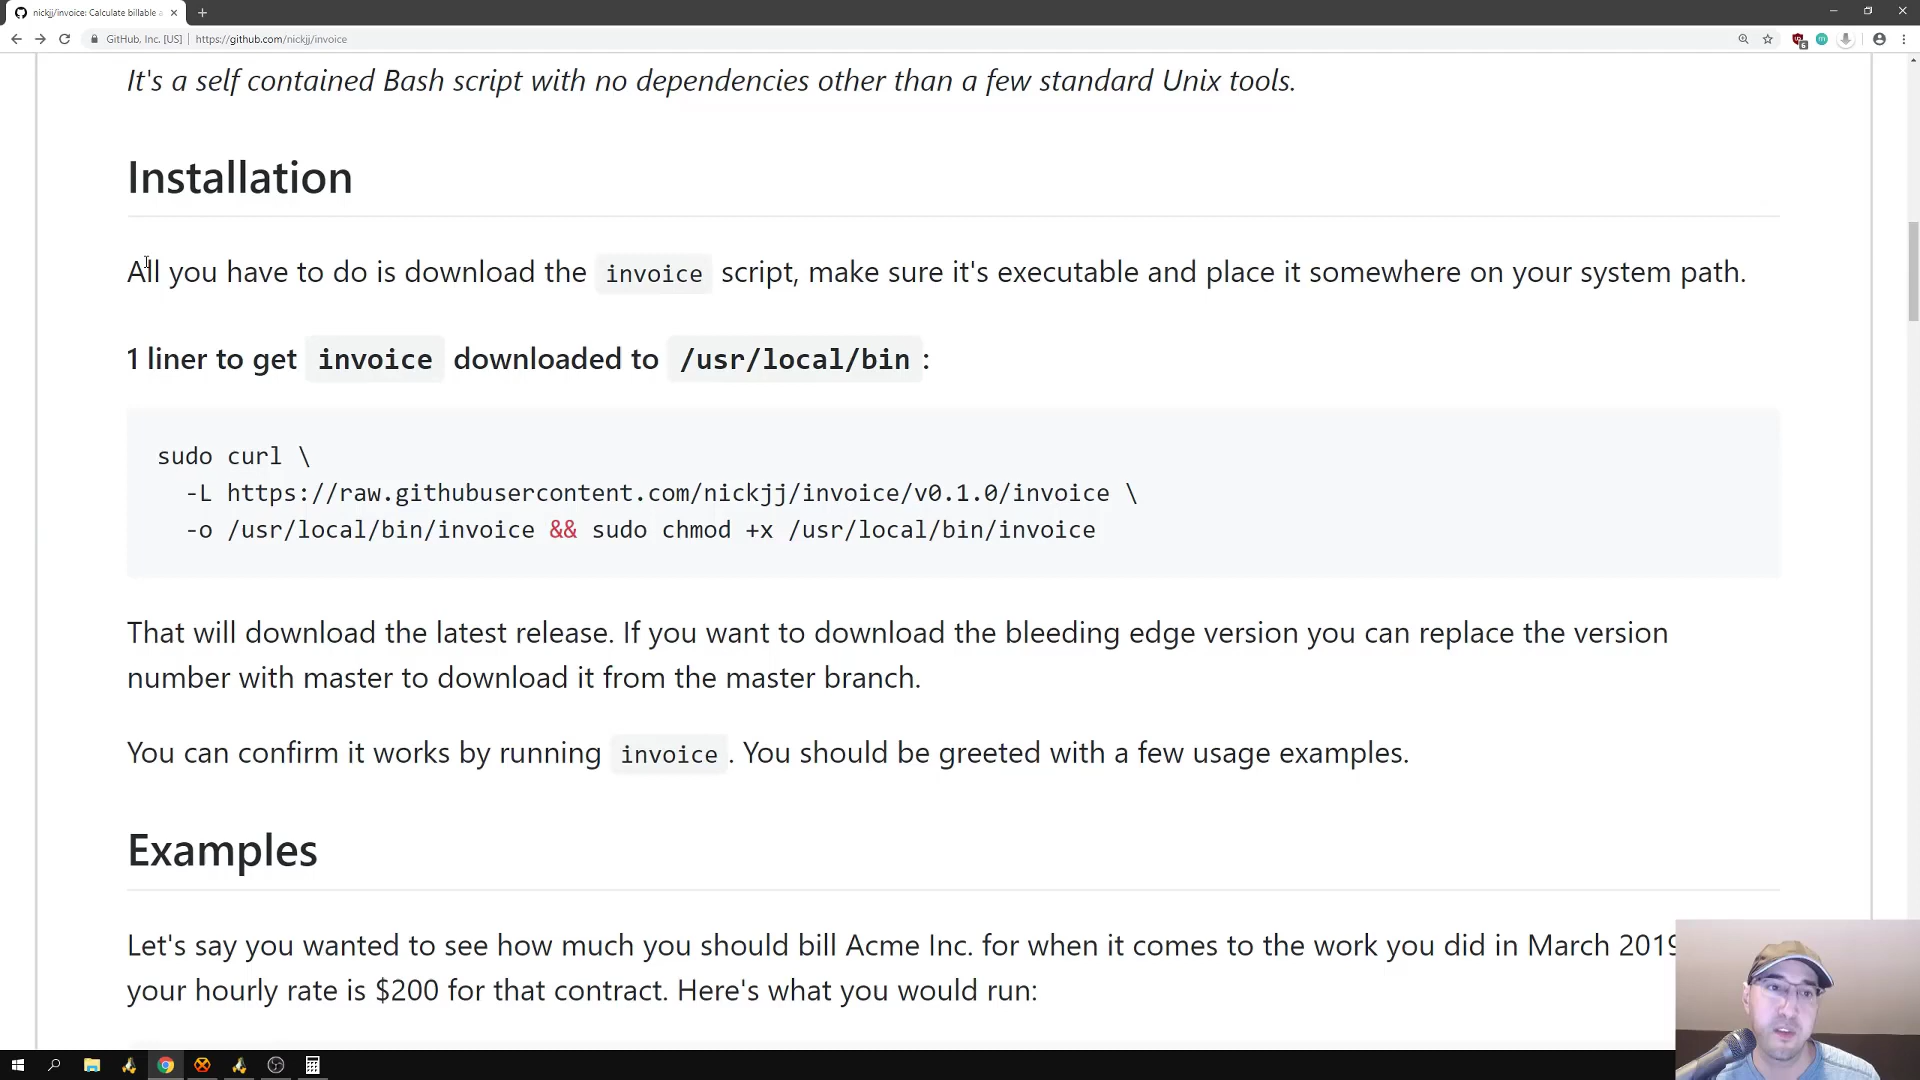 nickjj/invoice: Calculate billable a
GitHub, Inc. [US] | https://github.com/nickjj/invoice
It's a self contained Bash script with no dependencies other than a few standard Unix tools.
Installation
All you have to do is download the invoice script, make sure it's executable and place it somewhere on your system path.
1 liner to get invoice downloaded to /usr/local/bin :
sudo curl \
-L https://raw.githubusercontent.com/nickjj/invoice/v0.1.0/invoice \
-o /usr/local/bin/invoice && sudo chmod +x /usr/local/bin/invoice
That will download the latest release. If you want to download the bleeding edge version you can replace the version
number with master to download it from the master branch.
You can confirm it works by running invoice . You should be greeted with a few usage examples.
Examples
Let's say you wanted to see how much you should bill Acme Inc. for when it comes to the work you did in March 2019
your hourly rate is $200 for that contract. Here's what you would run: